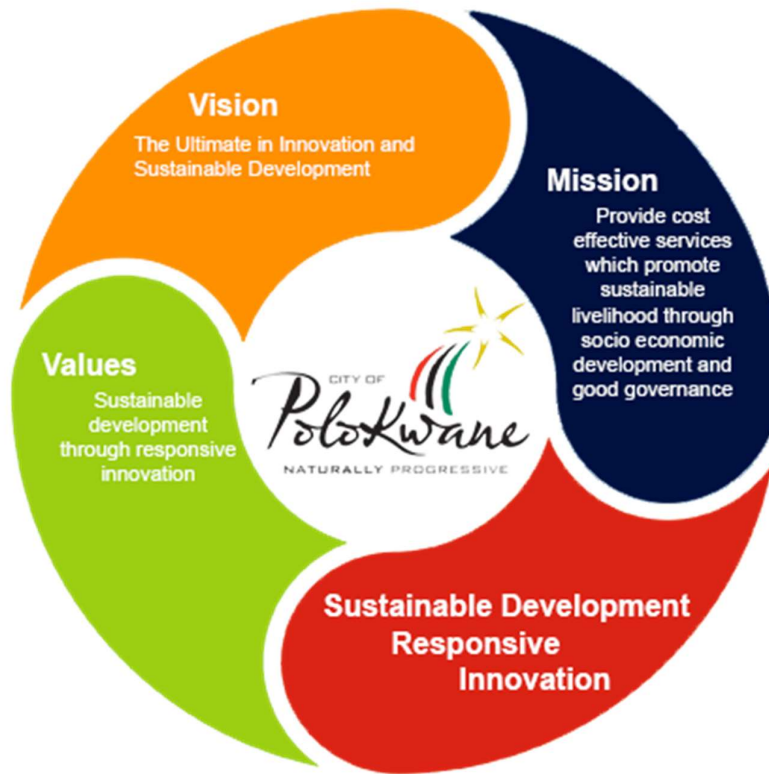 Vision
The Ultimate in Innovation and
Sustainable Development
Mission
Provide cost
effective services
which promote
sustainable
livelihood through
socio economic
development and
good governance
Values
Sustainable
development
through responsive
innovation
CITY OF
Polokwane
NATURALLY PROGRESSIVE
Sustainable Development
Responsive
Innovation